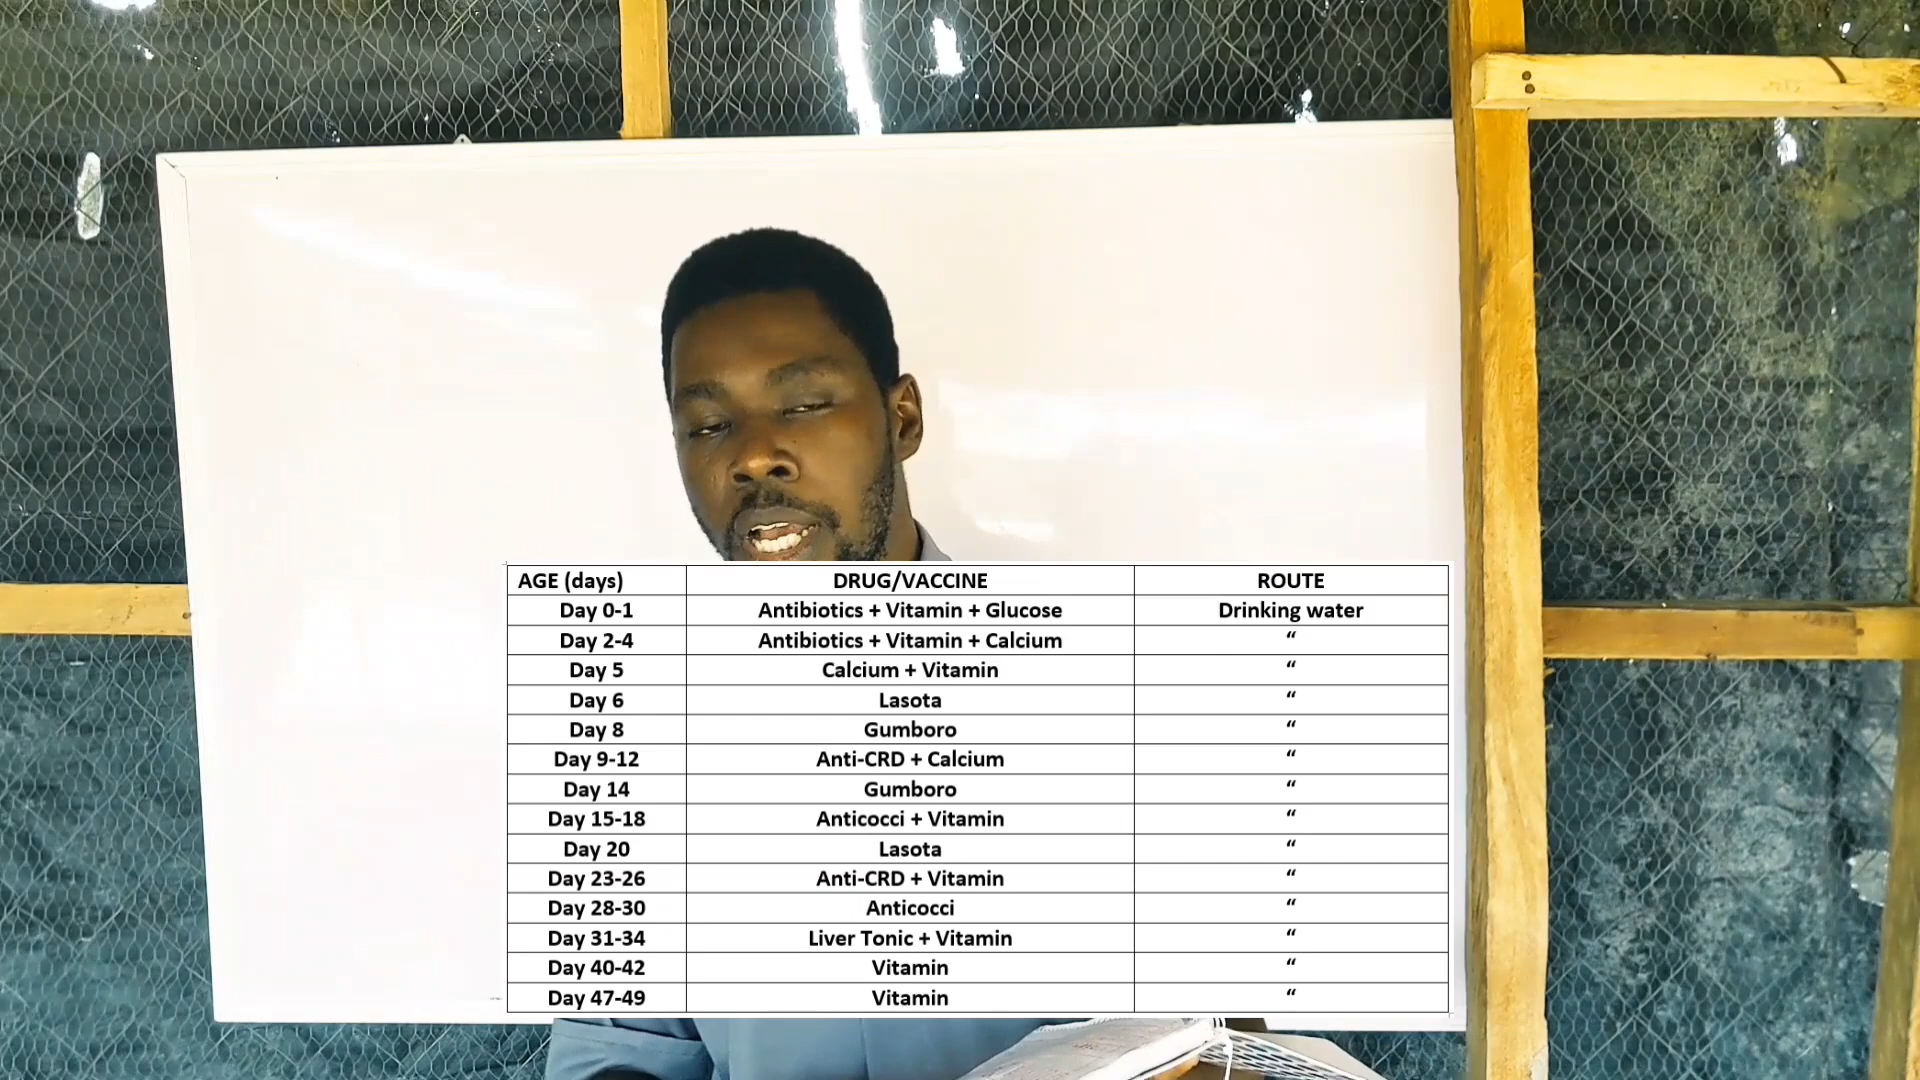 AGE (days) DRUG/VACCINE ROUTE
Day 0-1 Antibiotics + Vitamin + Glucose Drinking water
Day 2-4 Antibiotics + Vitamin + Calcium “
Day 5 Calcium + Vitamin “
Day 6 Lasota “
Day 8 Gumboro “
Day 9-12 Anti-CRD + Calcium “
Day 14 Gumboro “
Day 15-18 Anticocci + Vitamin “
Day 20 Lasota “
Day 23-26 Anti-CRD + Vitamin “
Day 28-30 Anticocci “
Day 31-34 Liver Tonic + Vitamin “
Day 40-42 Vitamin “
Day 47-49 Vitamin “